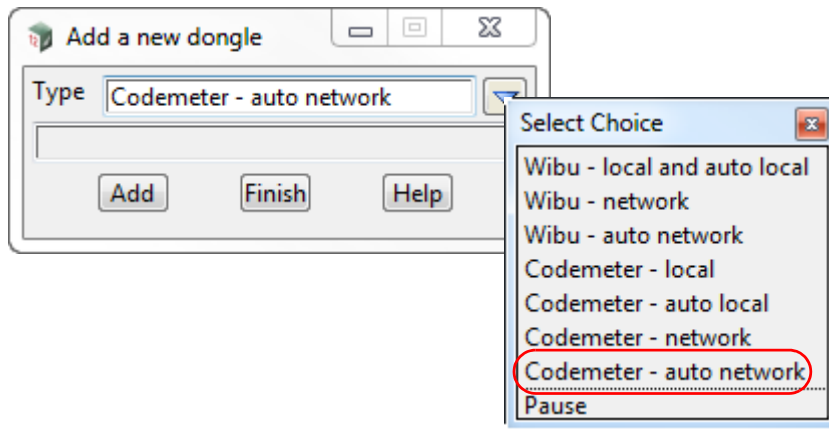 Add a new dongle
Type Codemeter - auto network
Add Finish Help
Select Choice
Wibu - local and auto local
Wibu - network
Wibu - auto network
Codemeter - local
Codemeter - auto local
Codemeter - network
Codemeter - auto network
Pause